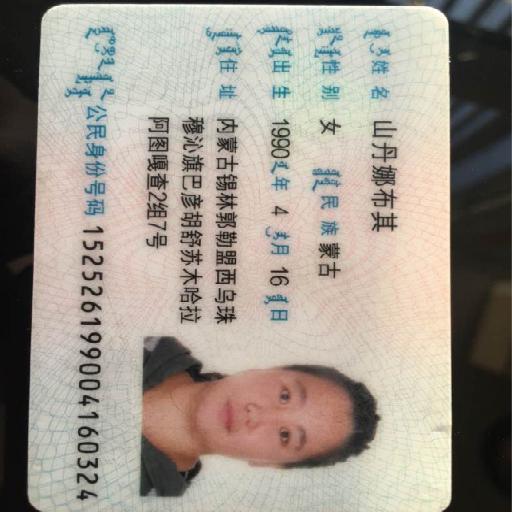 姓名 山丹娜布其
性别 女 民族 蒙古
出生 1990年 4月 16日
住址 内蒙古锡林郭勒盟西乌珠
穆沁旗巴彦胡舒苏木哈拉
阿图嘎查2组7号
公民身份号码 152526199004160324